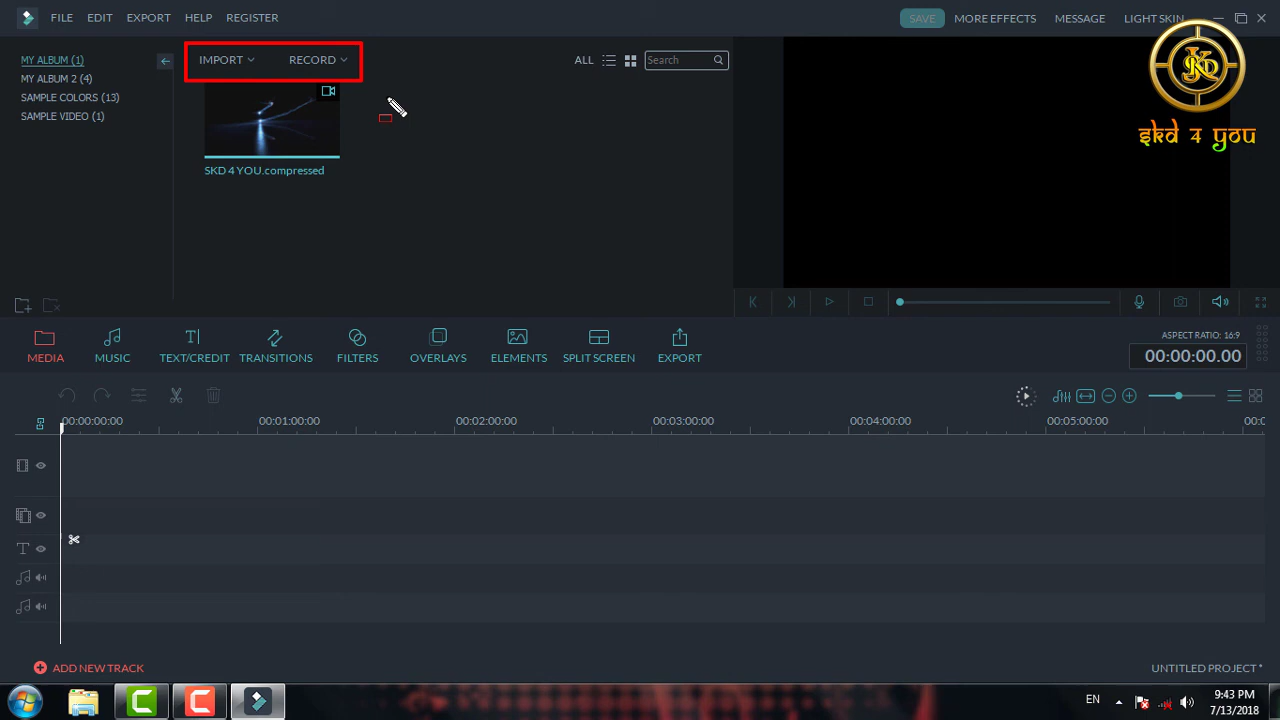 FILE EDIT EXPORT HELP REGISTER SAVE MORE EFFECTS MESSAGE LIGHT SKIN
MY ALBUM (1)
MY ALBUM 2 (4)
SAMPLE COLORS (13)
SAMPLE VIDEO (1)
IMPORT RECORD ALL Search
SKD 4 YOU.compressed
SKD
skd 4 you
MEDIA MUSIC TEXT/CREDIT TRANSITIONS FILTERS OVERLAYS ELEMENTS SPLIT SCREEN EXPORT
ASPECT RATIO: 16:9
00:00:00.00
00:00:00:00 00:01:00:00 00:02:00:00 00:03:00:00 00:04:00:00 00:05:00:00 00:0
ADD NEW TRACK
UNTITLED PROJECT *
EN
9:43 PM
7/13/2018